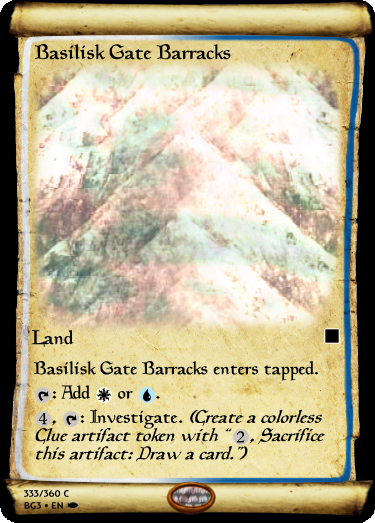 Basilisk Gate Barracks
Land
Basilisk Gate Barracks enters tapped.
: Add or .
4, : Investigate. (Create a colorless
Clue artifact token with "2, Sacrifice
this artifact: Draw a card.")
333/360 C
BG3 • EN